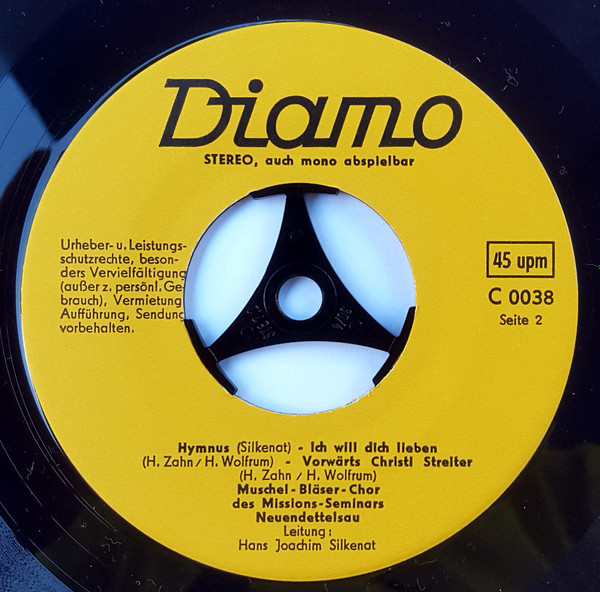 Diamo
STEREO, auch mono abspielbar
Urheber- u. Leistungs-
schutzrechte, beson-
ders Vervielfältigung
(außer z. persönl. Ge
brauch), Vermietung
Aufführung, Sendung
vorbehalten.
45 upm
C 0038
Seite 2
Hymnus (Silkenat) - Ich will dich lieben
(H. Zahn / H. Wolfrum) - Vorwärts Christi Streiter
(H. Zahn / H. Wolfrum)
Muschel-Bläser-Chor
des Missions-Seminars
Neuendettelsau
Leitung:
Hans Joachim Silkenat